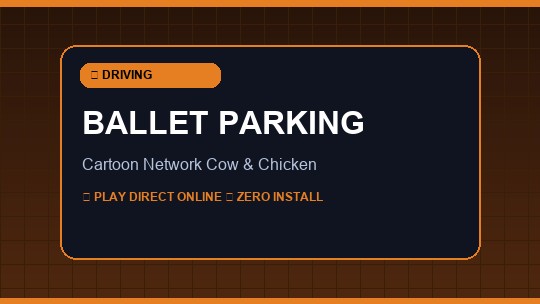 DRIVING
BALLET PARKING
Cartoon Network Cow & Chicken
PLAY DIRECT ONLINE ZERO INSTALL